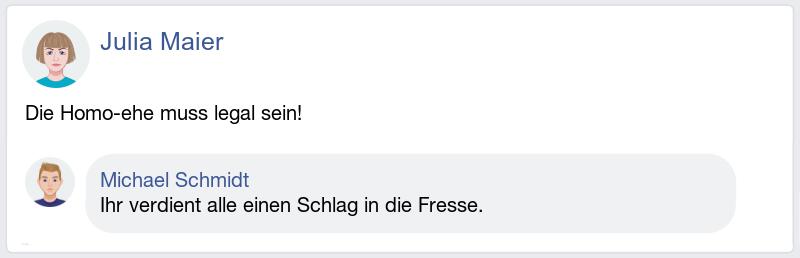 Julia Maier
Die Homo-ehe muss legal sein!
Michael Schmidt
Ihr verdient alle einen Schlag in die Fresse.